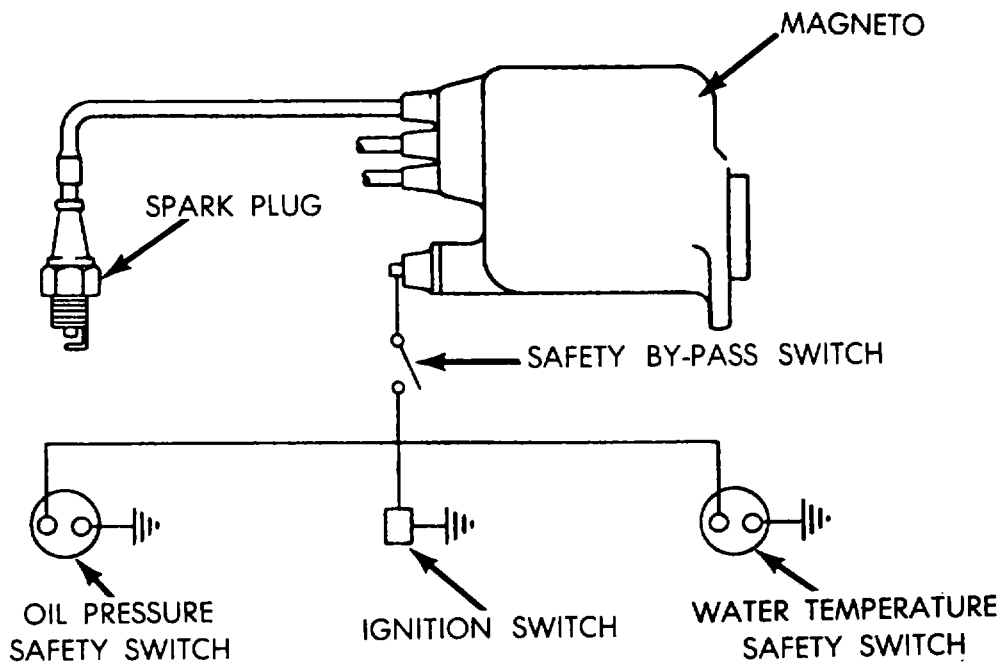 MAGNETO
SPARK PLUG
SAFETY BY-PASS SWITCH
OIL PRESSURE
SAFETY SWITCH
IGNITION SWITCH
WATER TEMPERATURE
SAFETY SWITCH